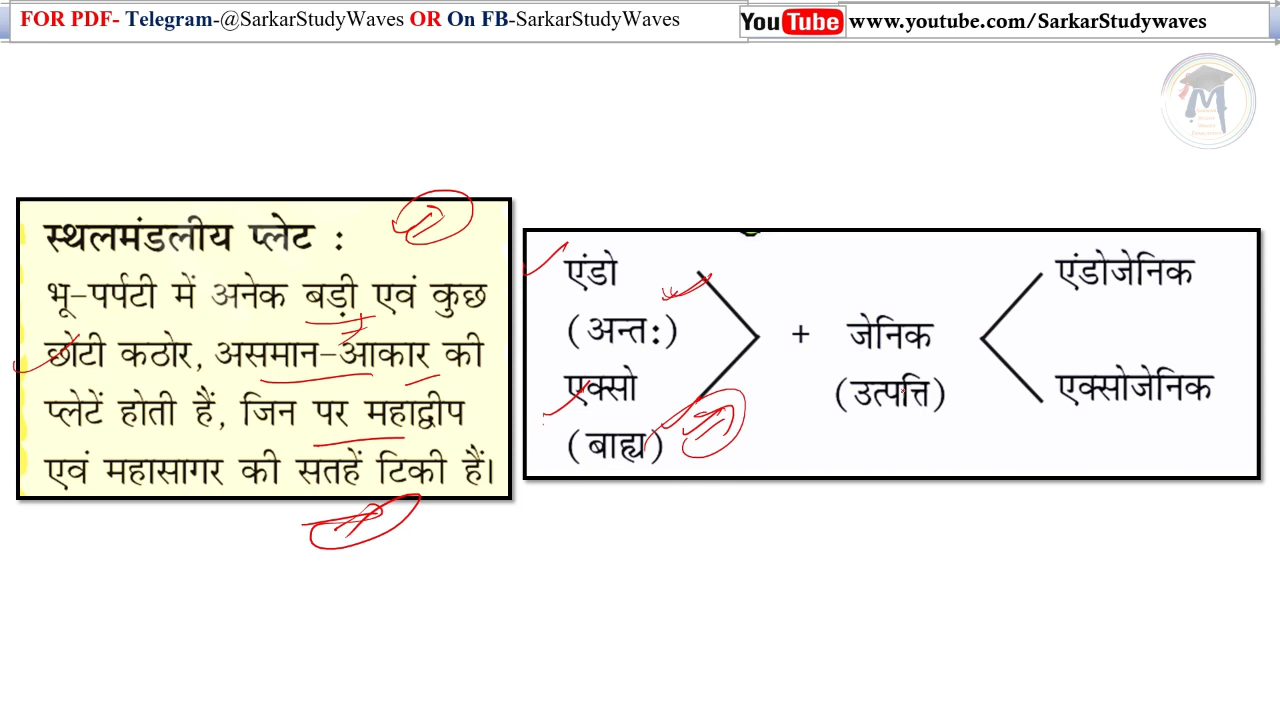 FOR PDF- Telegram-@SarkarStudyWaves OR On FB-SarkarStudyWaves
YouTube www.youtube.com/SarkarStudywaves
स्थलमंडलीय प्लेट :
भू-पर्पटी में अनेक बड़ी एवं कुछ
छोटी कठोर, असमान-आकार की
प्लेटें होती हैं, जिन पर महाद्वीप
एवं महासागर की सतहें टिकी हैं।
एंडो
(अन्तः)
एक्सो
(बाह्य)
+ जेनिक
(उत्पत्ति)
एंडोजेनिक
एक्सोजेनिक